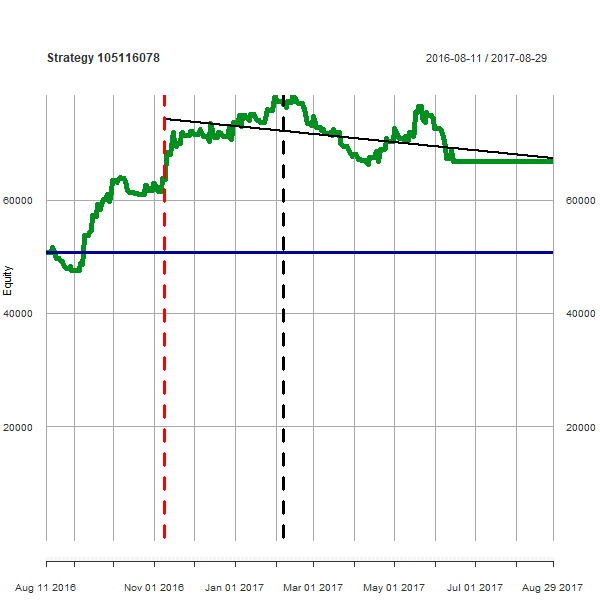 Strategy 105116078
2016-08-11 / 2017-08-29
60000
60000
Equity
40000
40000
20000
20000
Aug 11 2016
Nov 01 2016
Jan 01 2017
Mar 01 2017
May 01 2017
Jul 01 2017
Aug 29 2017